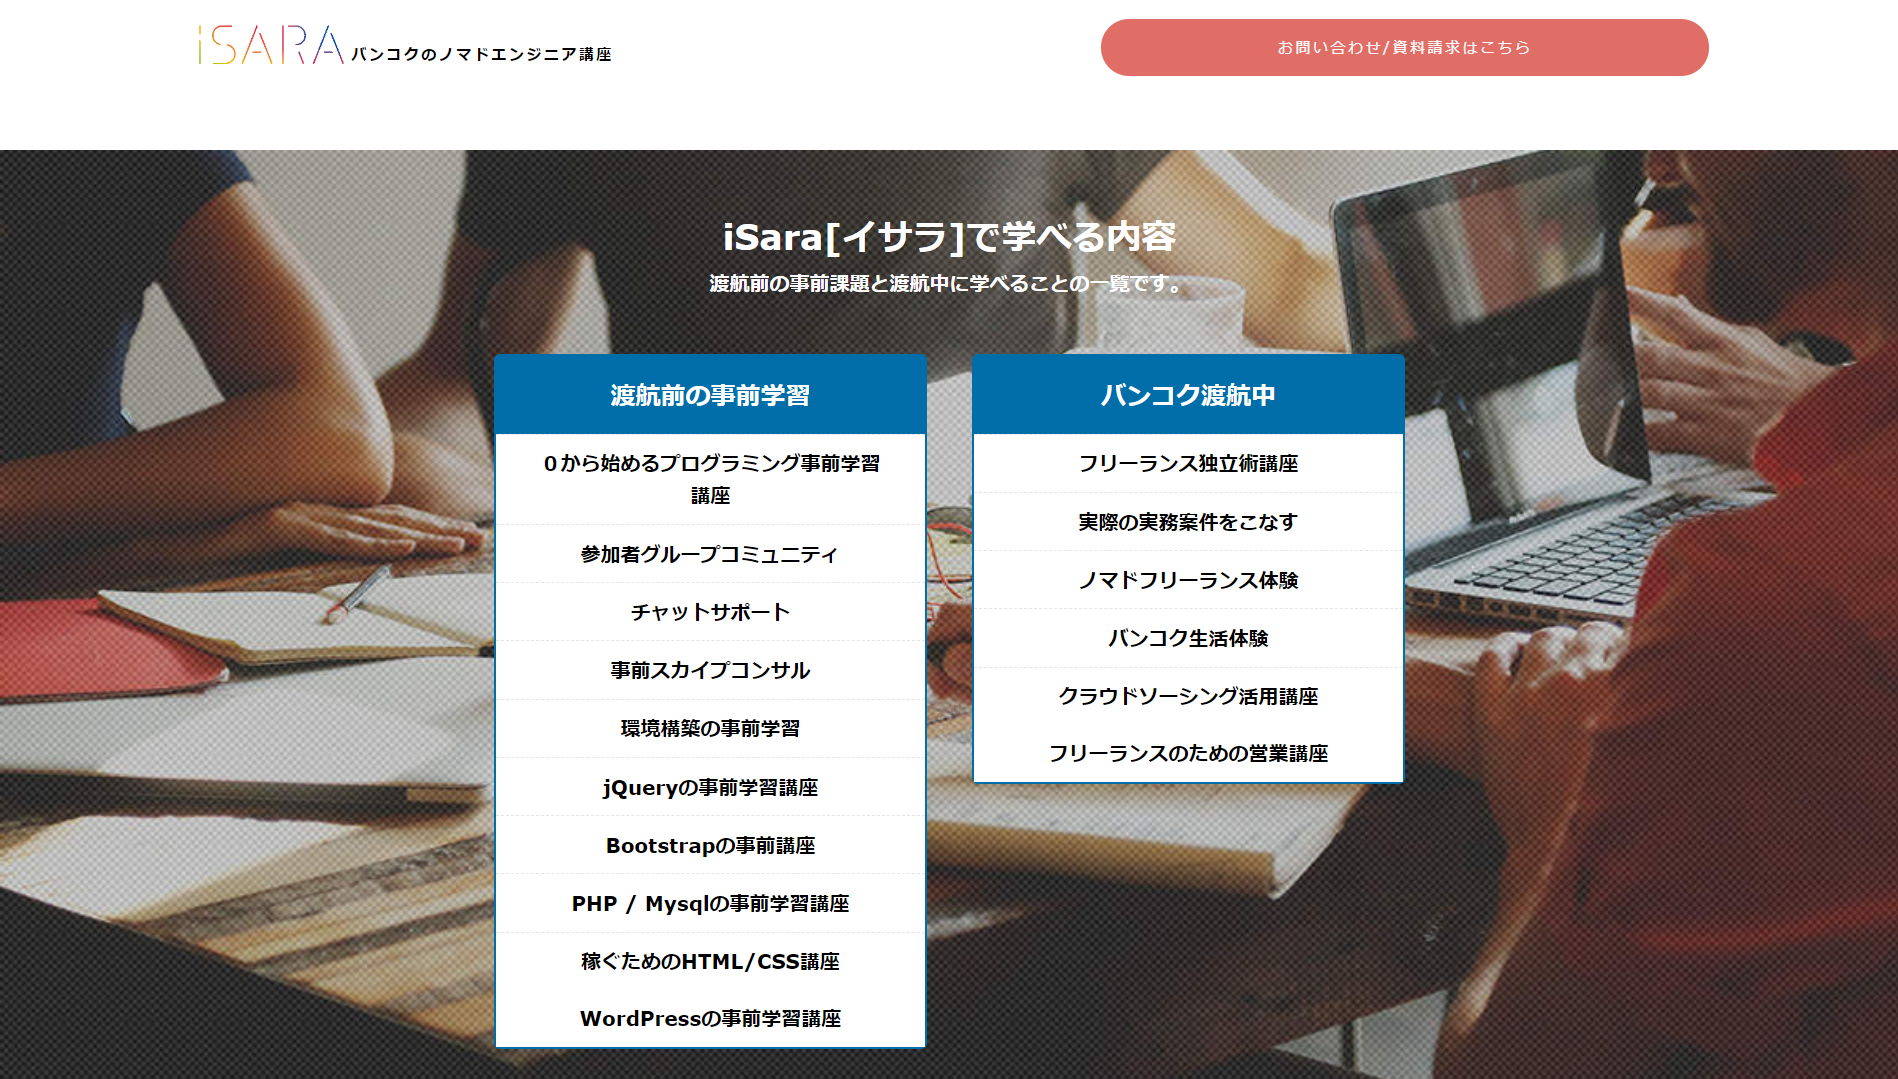 iSARA バンコクのノマドエンジニア講座
お問い合わせ/資料請求はこちら
iSara[イサラ]で学べる内容
渡航前の事前課題と渡航中に学べることの一覧です。
渡航前の事前学習
０から始めるプログラミング事前学習
講座
参加者グループコミュニティ
チャットサポート
事前スカイプコンサル
環境構築の事前学習
jQueryの事前学習講座
Bootstrapの事前講座
PHP / Mysqlの事前学習講座
稼ぐためのHTML/CSS講座
WordPressの事前学習講座
バンコク渡航中
フリーランス独立術講座
実際の実務案件をこなす
ノマドフリーランス体験
バンコク生活体験
クラウドソーシング活用講座
フリーランスのための営業講座